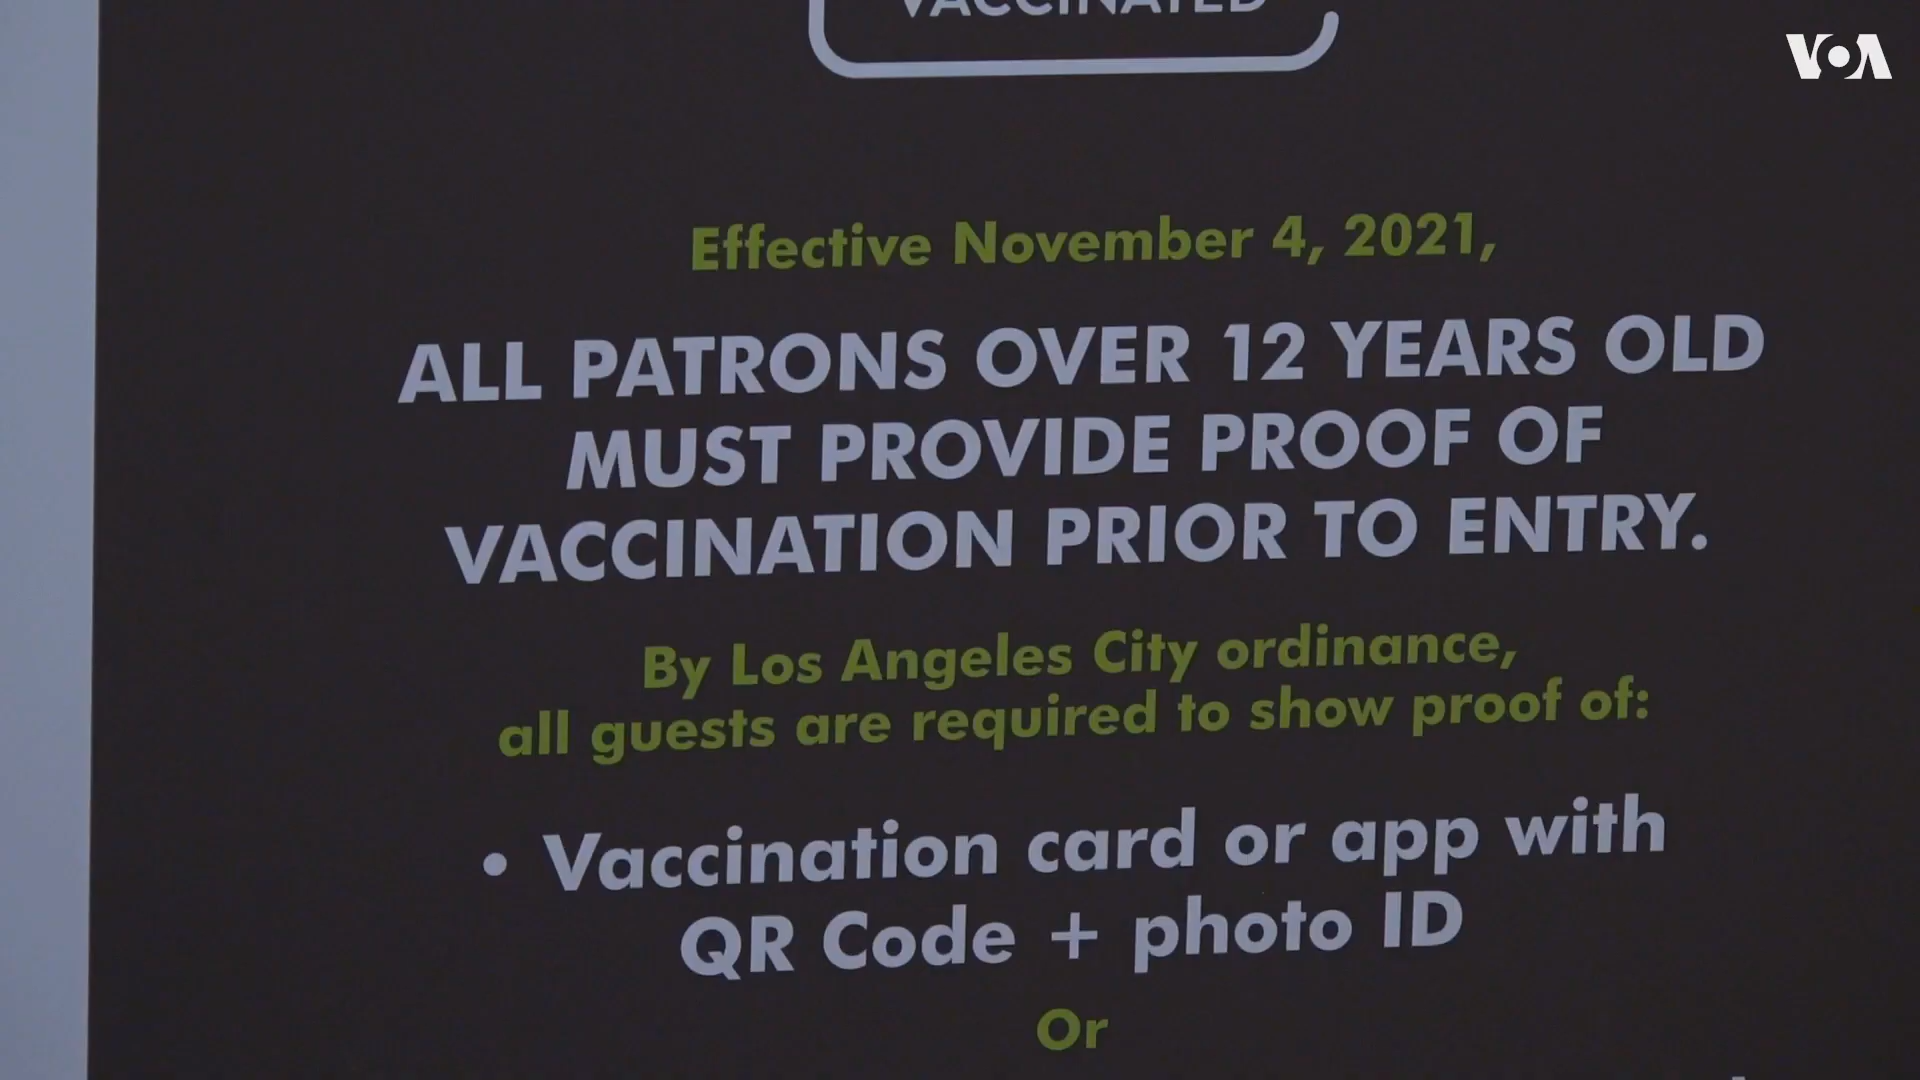 VACCINATED
VOA
Effective November 4, 2021,
ALL PATRONS OVER 12 YEARS OLD
MUST PROVIDE PROOF OF
VACCINATION PRIOR TO ENTRY.
By Los Angeles City ordinance,
all guests are required to show proof of:
• Vaccination card or app with
QR Code + photo ID
Or